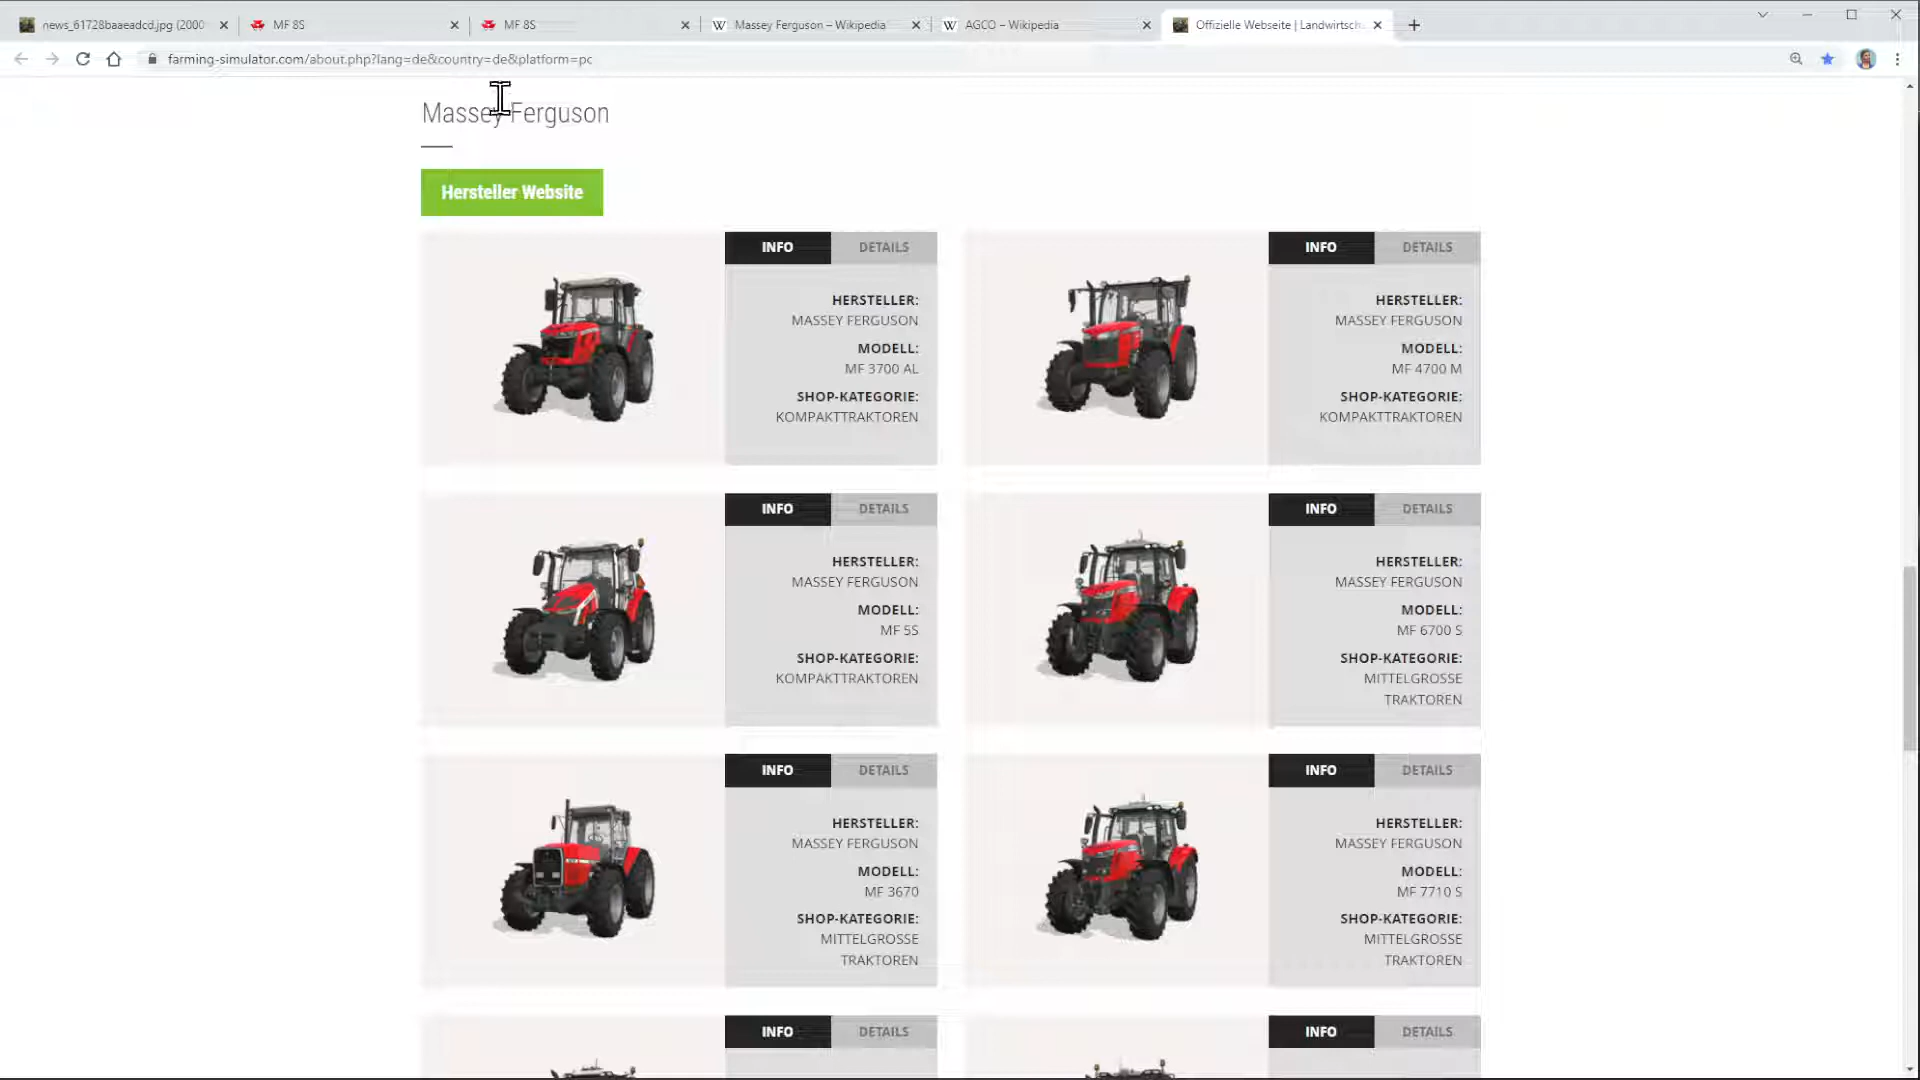 news_61728baaeadcd.jpg (2000
MF 8S
MF 8S
Massey Ferguson – Wikipedia
AGCO – Wikipedia
Offizielle Webseite | Landwirtsch
farming-simulator.com/about.php?lang=de&country=de&platform=pc
Massey Ferguson
Hersteller Website
INFO DETAILS
HERSTELLER:
MASSEY FERGUSON
MODELL:
MF 3700 AL
SHOP-KATEGORIE:
KOMPAKTTRAKTOREN
INFO DETAILS
HERSTELLER:
MASSEY FERGUSON
MODELL:
MF 4700 M
SHOP-KATEGORIE:
KOMPAKTTRAKTOREN
INFO DETAILS
HERSTELLER:
MASSEY FERGUSON
MODELL:
MF 5S
SHOP-KATEGORIE:
KOMPAKTTRAKTOREN
INFO DETAILS
HERSTELLER:
MASSEY FERGUSON
MODELL:
MF 6700 S
SHOP-KATEGORIE:
MITTELGROSSE
TRAKTOREN
INFO DETAILS
HERSTELLER:
MASSEY FERGUSON
MODELL:
MF 3670
SHOP-KATEGORIE:
MITTELGROSSE
TRAKTOREN
INFO DETAILS
HERSTELLER:
MASSEY FERGUSON
MODELL:
MF 7710 S
SHOP-KATEGORIE:
MITTELGROSSE
TRAKTOREN
INFO DETAILS
INFO DETAILS